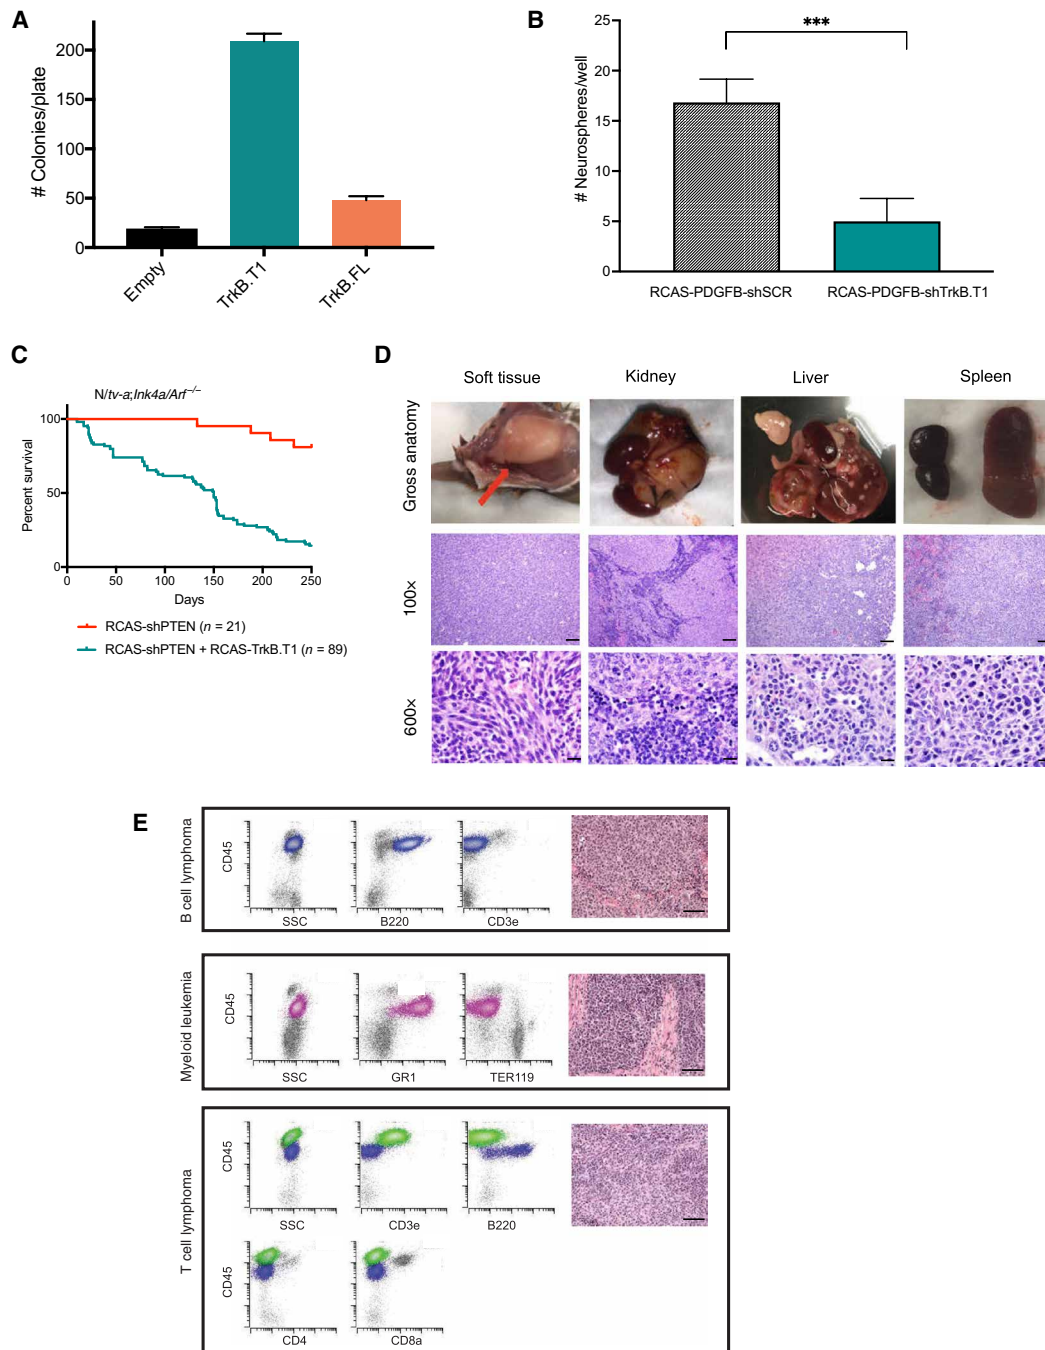 A
# Colonies/plate
200
150
100
50
0
Empty
TrkB.T1
TrkB.FL
B
# Neurospheres/well
25
20
15
10
5
0
***
RCAS-PDGFB-shSCR
RCAS-PDGFB-shTrkB.T1
C
N/tv-a;Ink4a/Arf−/−
Percent survival
100
50
0
0 50 100 150 200 250
Days
RCAS-shPTEN (n = 21)
RCAS-shPTEN + RCAS-TrkB.T1 (n = 89)
D
Soft tissue
Kidney
Liver
Spleen
Gross anatomy
100×
600×
E
B cell lymphoma
CD45
SSC
B220
CD3e
Myeloid leukemia
CD45
SSC
GR1
TER119
T cell lymphoma
CD45
SSC
CD3e
B220
CD45
CD4
CD8a